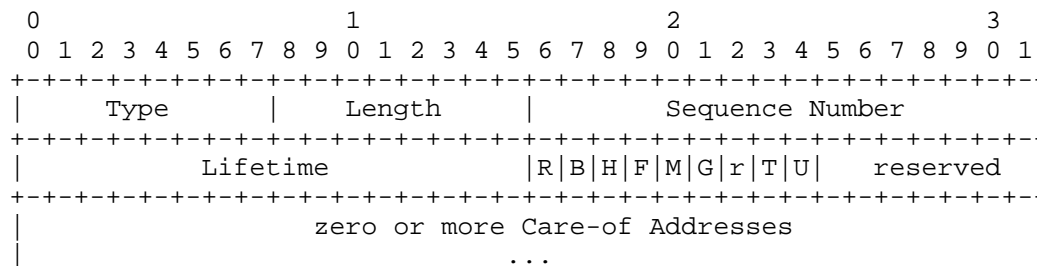 0                   1                   2                   3
 0 1 2 3 4 5 6 7 8 9 0 1 2 3 4 5 6 7 8 9 0 1 2 3 4 5 6 7 8 9 0 1
+-+-+-+-+-+-+-+-+-+-+-+-+-+-+-+-+-+-+-+-+-+-+-+-+-+-+-+-+-+-+-+-
|     Type      |    Length     |        Sequence Number
+-+-+-+-+-+-+-+-+-+-+-+-+-+-+-+-+-+-+-+-+-+-+-+-+-+-+-+-+-+-+-+-
|           Lifetime            |R|B|H|F|M|G|r|T|U|   reserved
+-+-+-+-+-+-+-+-+-+-+-+-+-+-+-+-+-+-+-+-+-+-+-+-+-+-+-+-+-+-+-+-
|                  zero or more Care-of Addresses
|                              ...